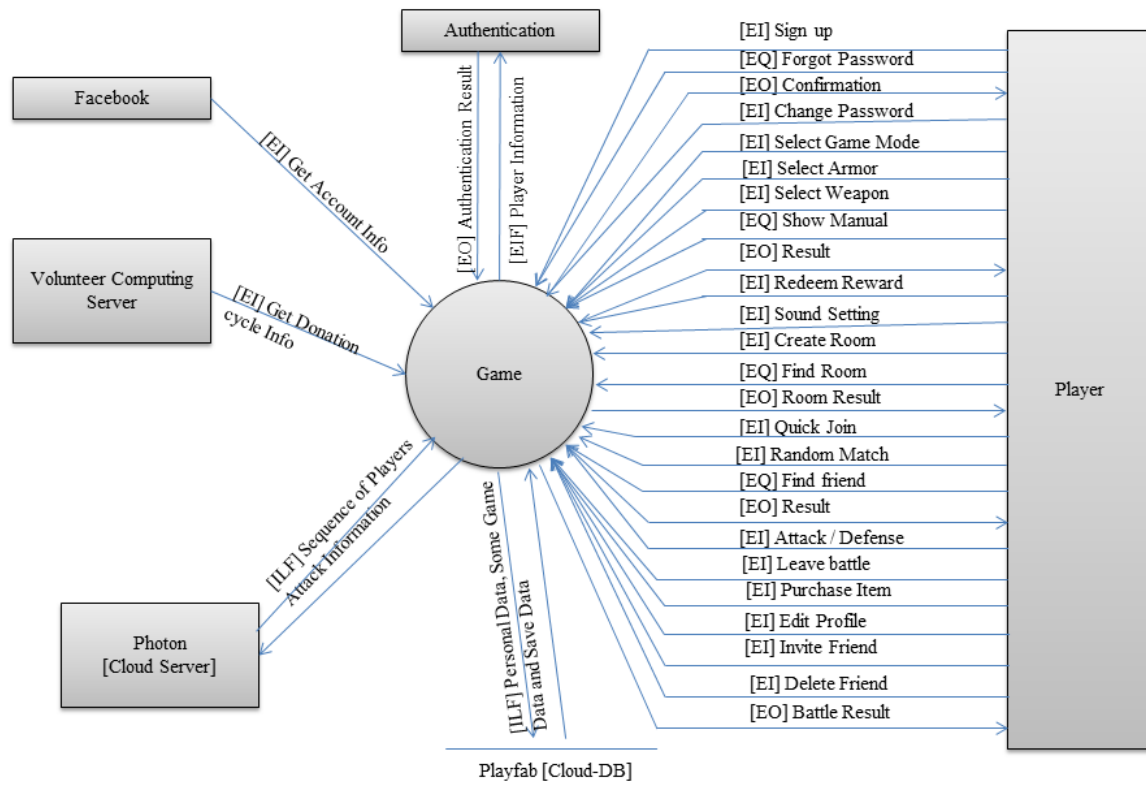 Authentication
Facebook
[EI] Get Account Info
[EO] Authentication Result
[EIF] Player Information
Volunteer Computing
Server
[EI] Get Donation
cycle Info
Game
[ILF] Sequence of Players
Attack Information
Photon
[Cloud Server]
[ILF] Personal Data, Some Game
Data and Save Data
Playfab [Cloud-DB]
[EI] Sign up
[EQ] Forgot Password
[EO] Confirmation
[EI] Change Password
[EI] Select Game Mode
[EI] Select Armor
[EI] Select Weapon
[EQ] Show Manual
[EO] Result
[EI] Redeem Reward
[EI] Sound Setting
[EI] Create Room
[EQ] Find Room
[EO] Room Result
[EI] Quick Join
[EI] Random Match
[EQ] Find friend
[EO] Result
[EI] Attack / Defense
[EI] Leave battle
[EI] Purchase Item
[EI] Edit Profile
[EI] Invite Friend
[EI] Delete Friend
[EO] Battle Result
Player